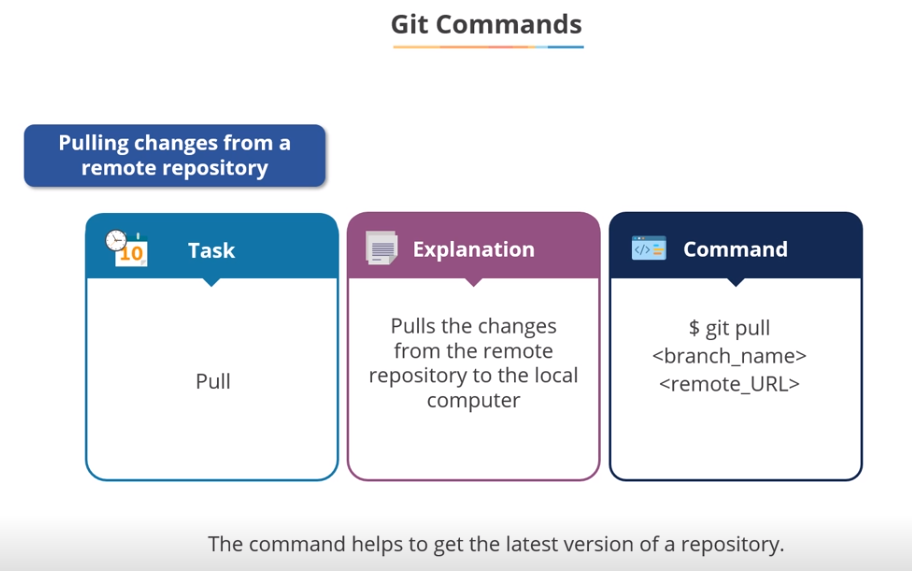 Git Commands
Pulling changes from a
remote repository
10
Task
Explanation
</>
Command
Pull
Pulls the changes
from the remote
repository to the local
computer
$ git pull
<branch_name>
<remote_URL>
The command helps to get the latest version of a repository.